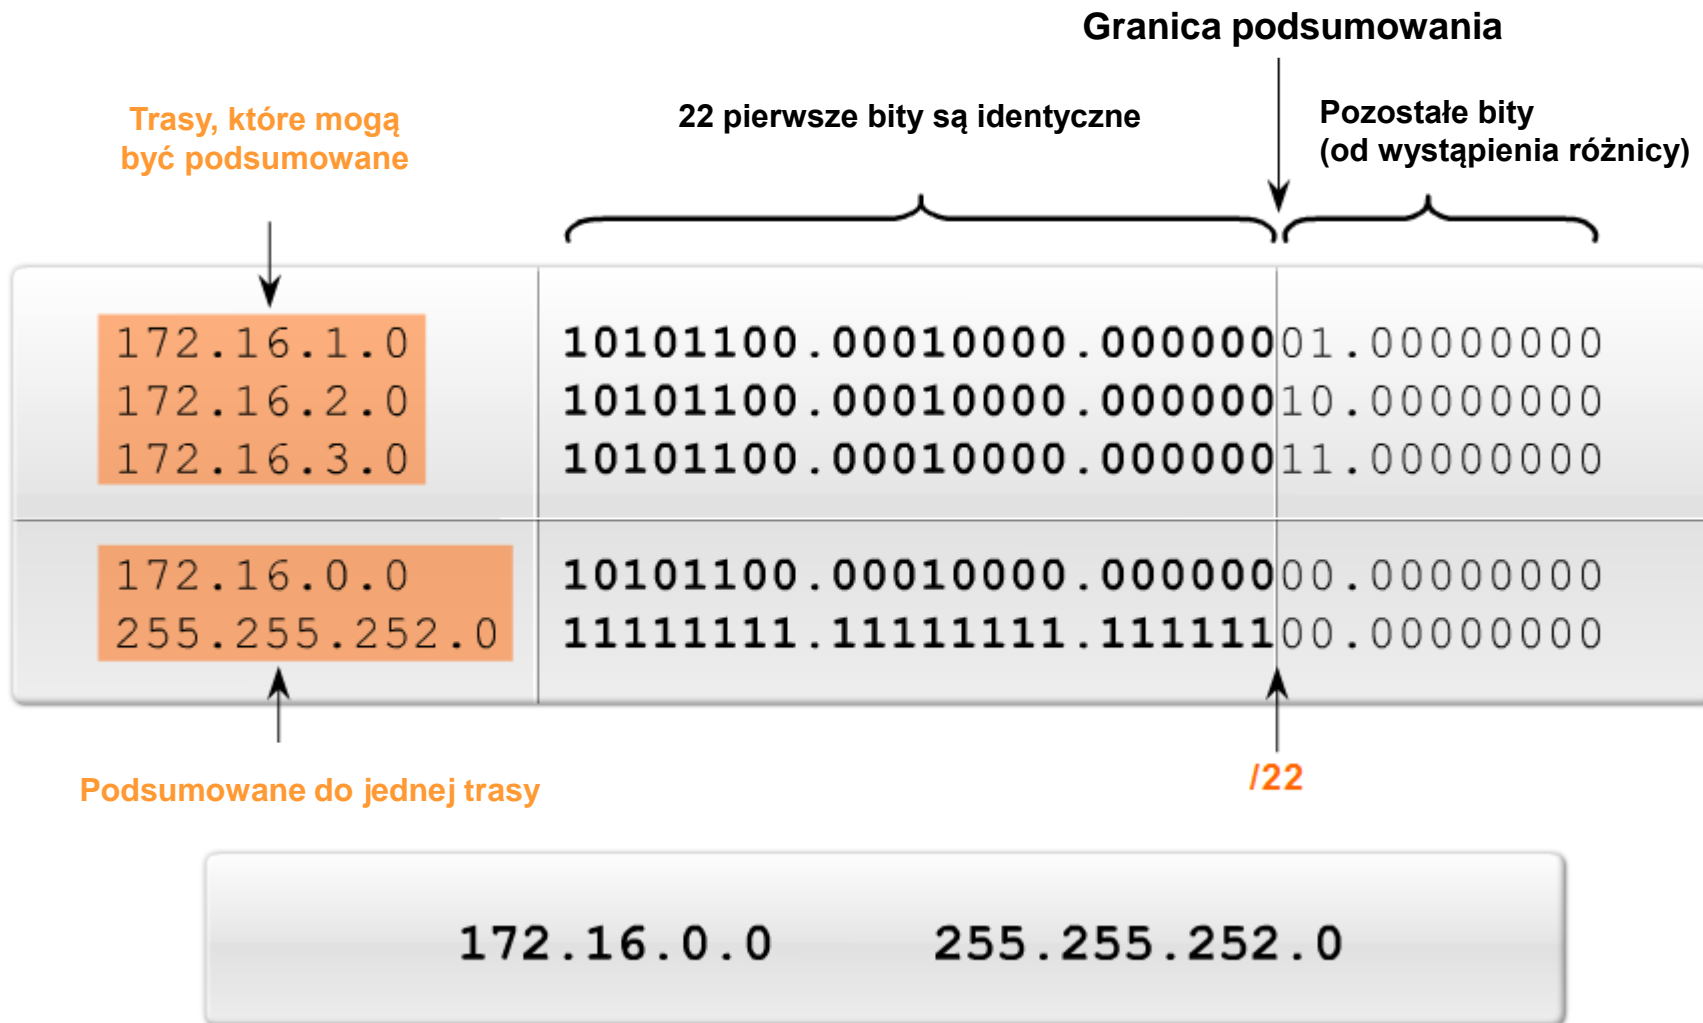 Granica podsumowania
Trasy, które mogą
być podsumowane
22 pierwsze bity są identyczne
Pozostałe bity
(od wystąpienia różnicy)
172.16.1.0 10101100.00010000.00000001.00000000
172.16.2.0 10101100.00010000.00000010.00000000
172.16.3.0 10101100.00010000.00000011.00000000
172.16.0.0 10101100.00010000.00000000.00000000
255.255.252.0 11111111.11111111.11111100.00000000
Podsumowane do jednej trasy
/22
172.16.0.0 255.255.252.0